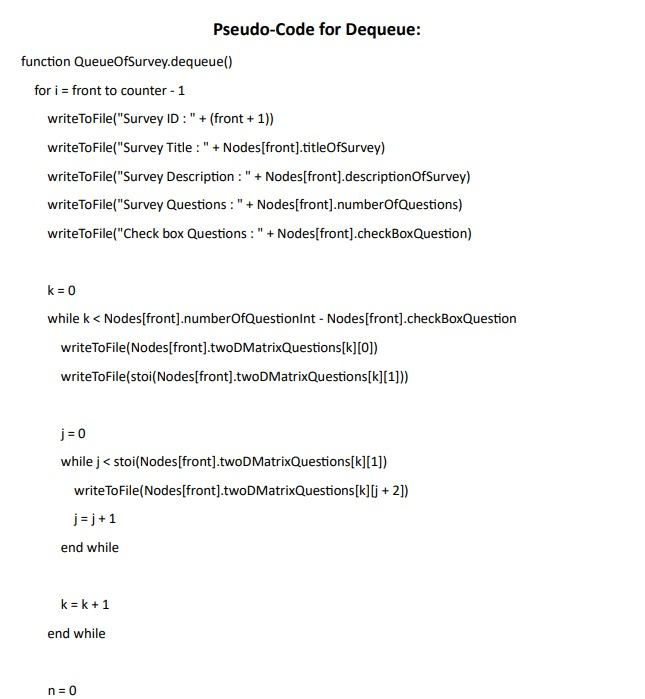 Pseudo-Code for Dequeue:
function QueueOfSurvey.dequeue()
for i = front to counter - 1
writeToFile("Survey ID : " + (front + 1))
writeToFile("Survey Title : " + Nodes[front].titleOfSurvey)
writeToFile("Survey Description : " + Nodes[front].descriptionOfSurvey)
writeToFile("Survey Questions : " + Nodes[front].numberOfQuestions)
writeToFile("Check box Questions : " + Nodes[front].checkBoxQuestion)
k = 0
while k < Nodes[front].numberOfQuestionInt - Nodes[front].checkBoxQuestion
writeToFile(Nodes[front].twoDMatrixQuestions[k][0])
writeToFile(stoi(Nodes[front].twoDMatrixQuestions[k][1]))
j = 0
while j < stoi(Nodes[front].twoDMatrixQuestions[k][1])
writeToFile(Nodes[front].twoDMatrixQuestions[k][j + 2])
j = j + 1
end while
k = k + 1
end while
n = 0